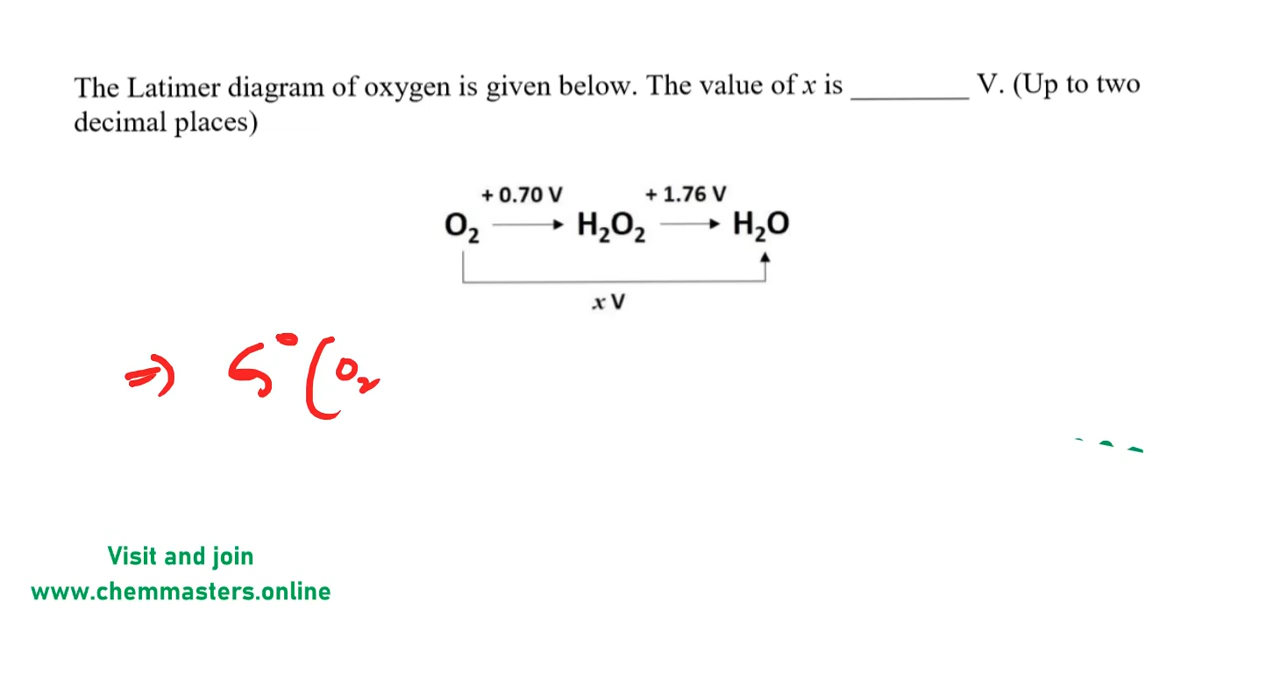 The Latimer diagram of oxygen is given below. The value of x is ________ V. (Up to two
decimal places)
+ 0.70 V + 1.76 V
O₂ → H₂O₂ → H₂O
x V
⇒ G° (O₂
Visit and join
www.chemmasters.online